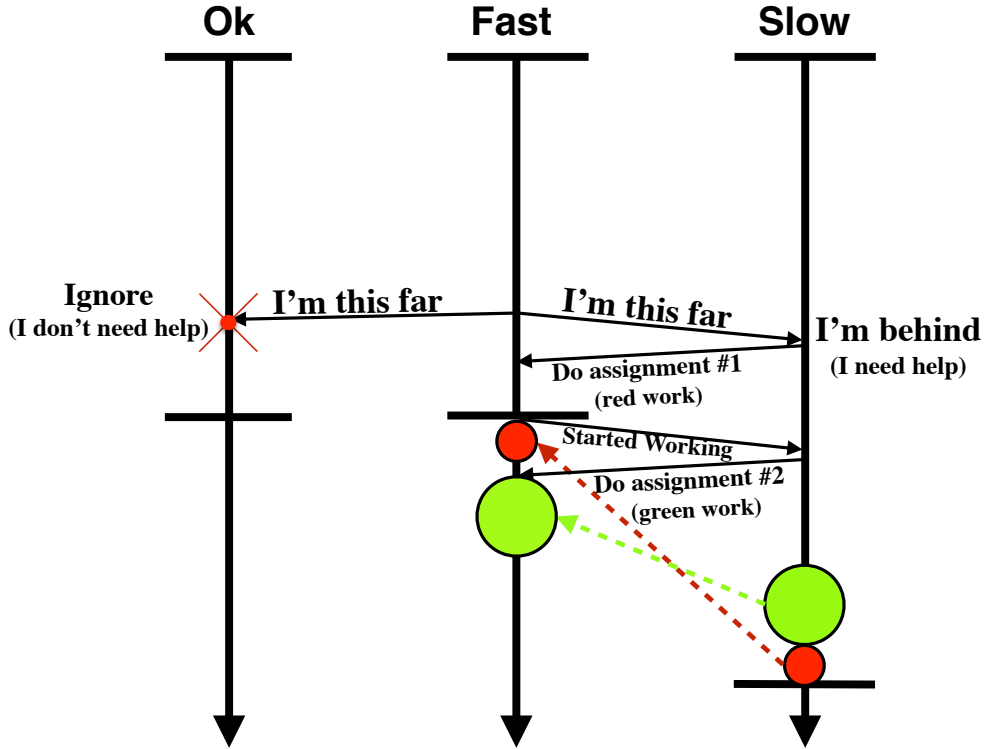 Ok
Fast
Slow
Ignore
(I don't need help)
I'm this far
I'm this far
I'm behind
(I need help)
Do assignment #1
(red work)
Started Working
Do assignment #2
(green work)